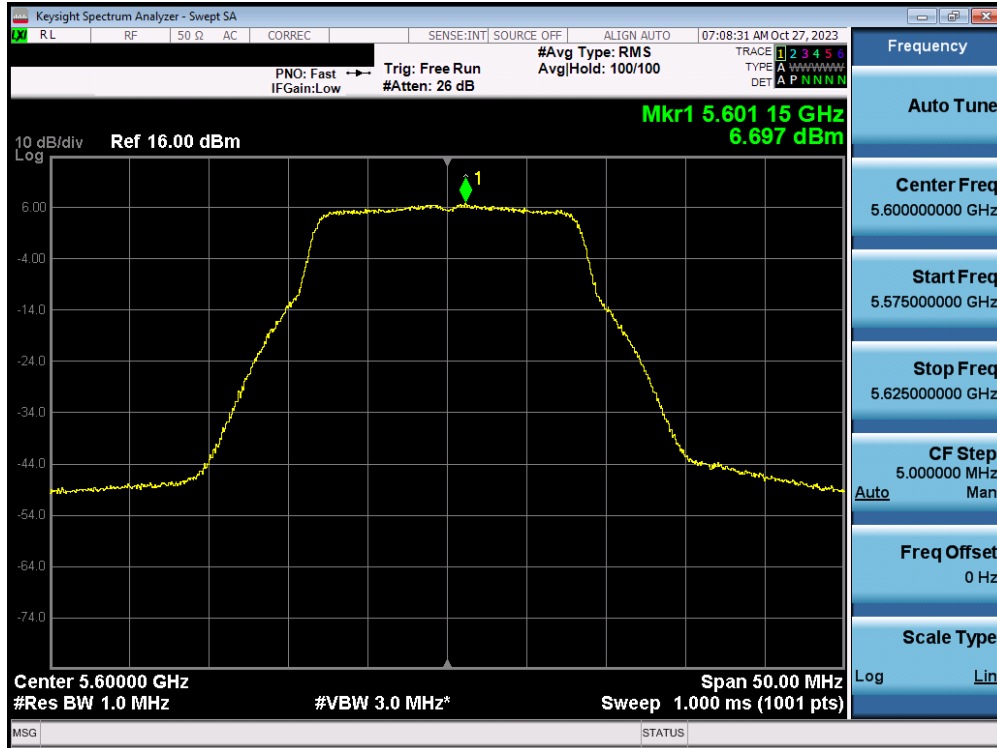 Keysight Spectrum Analyzer - Swept SA
LXI RL RF 50 Ω AC CORREC SENSE:INT SOURCE OFF ALIGN AUTO 07:08:31 AM Oct 27, 2023
PNO: Fast
IFGain:Low
Trig: Free Run
#Atten: 26 dB
#Avg Type: RMS
Avg|Hold: 100/100
TRACE 1 2 3 4 5 6
TYPE A WWWWW
DET A P N N N N
Mkr1 5.601 15 GHz
6.697 dBm
10 dB/div Ref 16.00 dBm
Log
1
6.00
-4.00
-14.0
-24.0
-34.0
-44.0
-54.0
-64.0
-74.0
Center 5.60000 GHz Span 50.00 MHz
#Res BW 1.0 MHz #VBW 3.0 MHz* Sweep 1.000 ms (1001 pts)
MSG STATUS
Frequency
Auto Tune
Center Freq
5.600000000 GHz
Start Freq
5.575000000 GHz
Stop Freq
5.625000000 GHz
CF Step
5.000000 MHz
Auto Man
Freq Offset
0 Hz
Scale Type
Log Lin